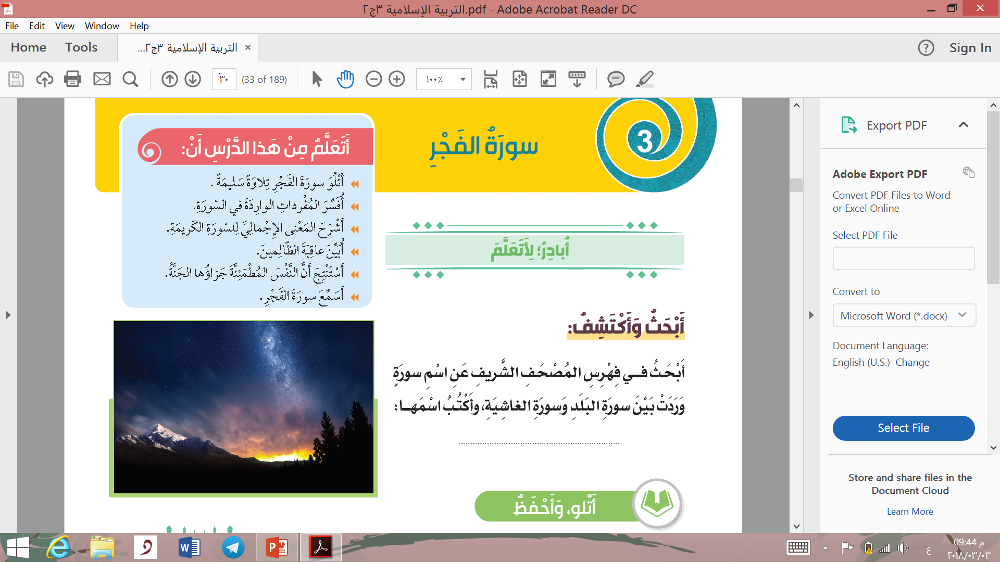 التربية الإسلامية ٣ج٢.pdf - Adobe Acrobat Reader DC
File Edit View Window Help
Home Tools التربية الإسلامية ٣ج٢... × ? Sign In
٣٠ (33 of 189) ١٠٠٪
3
سورَةُ الفَجْرِ
أَتَعَلَّمُ مِنْ هَذا الدَّرْسِ أَنْ:
أَتْلُوَ سورَةَ الفَجْرِ تِلاوَةً سَليمَةً .
أُفَسِّرَ المُفْرداتِ الوارِدَةَ في السّورَةِ.
أَشْرَحَ المَعْنى الإِجْمالِيَّ لِلسّورَةِ الكَريمَةِ.
أُبَيِّنَ عاقِبَةَ الظّالِمينَ.
أَسْتَنْتِجَ أَنَّ النَّفْسَ المُطْمَئِنَّةَ جَزاؤُها الجَنَّةُ.
أُسَمِّعَ سورَةَ الفَجْرِ.
أُبادِرُ؛ لِأَتَعَلَّمَ
أَبْحَثُ وَأَكْتَشِفُ:
أَبْحَثُ فــي فِهْرِسِ المُصْحَفِ الشَّريفِ عَنِ اسْمِ سورَةٍ
وَرَدَتْ بَيْنَ سورَةِ البَلَدِ وَسورَةِ الغاشِيَةِ، وأَكْتُبُ اسْمَهــا:
أَتْلو، وَأَحْفَظُ
Export PDF
Adobe Export PDF
Convert PDF Files to Word
or Excel Online
Select PDF File
Convert to
Microsoft Word (*.docx)
Document Language:
English (U.S.) Change
Select File
Store and share files in the
Document Cloud
Learn More
ع
09:44 م
٢٠١٨/٠٣/٠٣